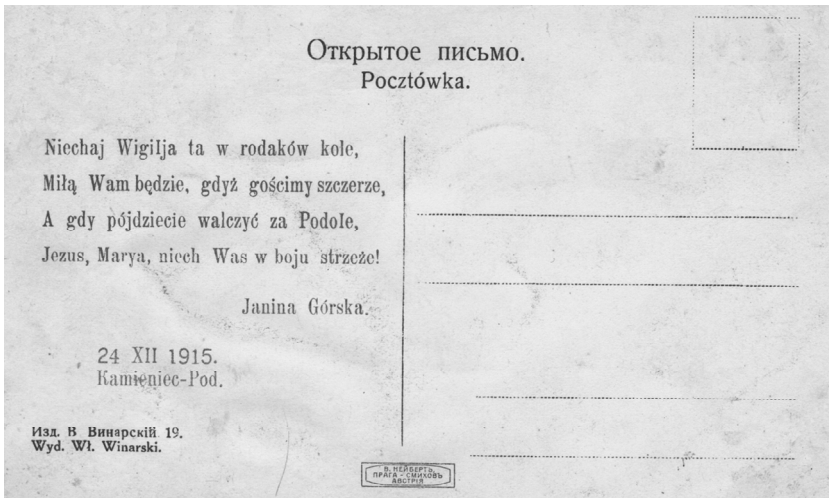 Открытое письмо.
Pocztówka.
Niechaj Wigilja ta w rodaków kole,
Miłą Wam będzie, gdyż gościmy szczerze,
A gdy pójdziecie walczyć za Podole,
Jezus, Marya, niech Was w boju strzeże!
Janina Górska.
24 XII 1915.
Kamieniec-Pod.
Изд. В Винарскій 19.
Wyd. Wł. Winarski.
В. НЕЙБЕРТЪ,
ПРАГА - СМИХОВЪ
АВСТРІЯ